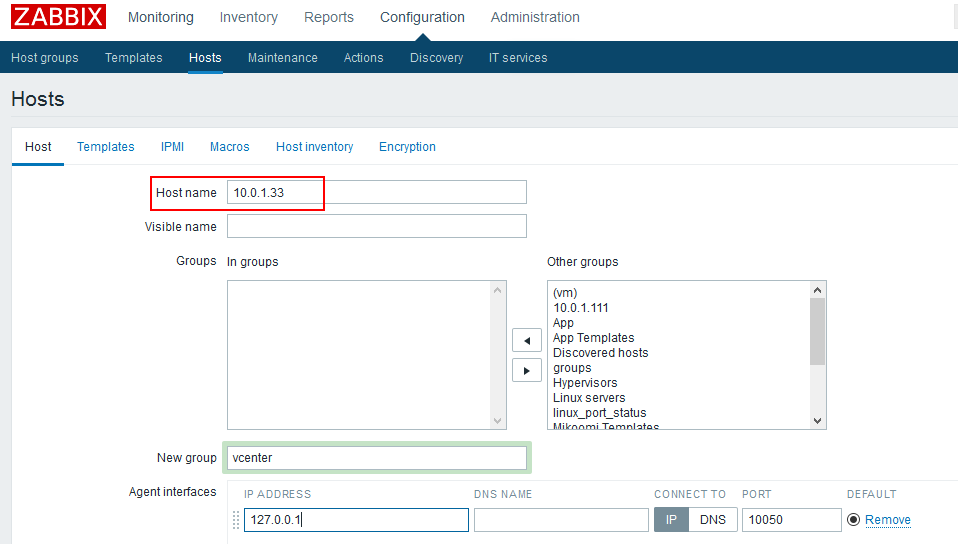 ZABBIX Monitoring Inventory Reports Configuration Administration
Host groups Templates Hosts Maintenance Actions Discovery IT services
Hosts
Host Templates IPMI Macros Host inventory Encryption
Host name 10.0.1.33
Visible name
Groups In groups Other groups
(vm)
10.0.1.111
App
App Templates
Discovered hosts
groups
Hypervisors
Linux servers
linux_port_status
Mikoomi Templates
New group vcenter
Agent interfaces IP ADDRESS DNS NAME CONNECT TO PORT DEFAULT
127.0.0.1 IP DNS 10050 Remove